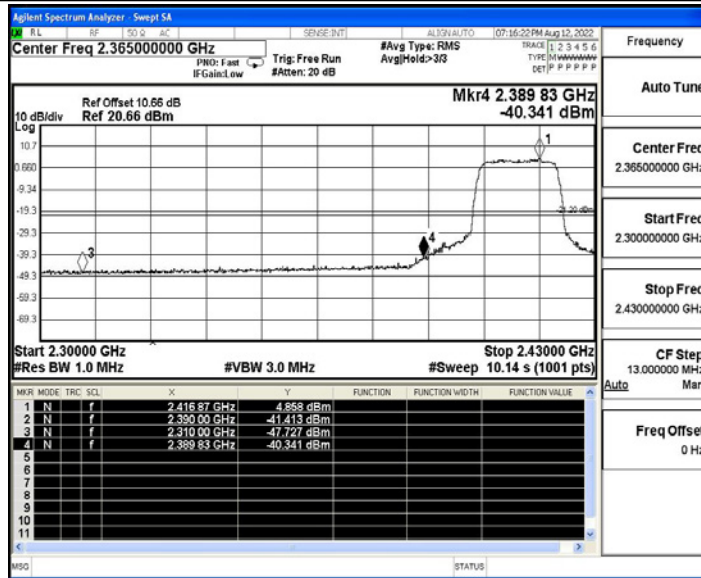 Agilent Spectrum Analyzer - Swept SA
RL RF 50 Ω AC SENSE:INT ALIGN AUTO 07:16:22 PM Aug 12, 2022
Center Freq 2.365000000 GHz
PNO: Fast
IFGain:Low
Trig: Free Run
#Atten: 20 dB
#Avg Type: RMS
Avg|Hold:>3/3
TRACE 1 2 3 4 5 6
TYPE M WWWWW
DET P P P P P P
Ref Offset 10.66 dB
10 dB/div Ref 20.66 dBm
Log
Mkr4 2.389 83 GHz
-40.341 dBm
10.7
0.660
-9.34
-19.3
-29.3
-39.3
-49.3
-59.3
-69.3
1
-21.20 dBm
4
3
Start 2.30000 GHz Stop 2.43000 GHz
#Res BW 1.0 MHz #VBW 3.0 MHz #Sweep 10.14 s (1001 pts)
MKR MODE TRC SCL X Y FUNCTION FUNCTION WIDTH FUNCTION VALUE
1 N f 2.416 87 GHz 4.858 dBm
2 N f 2.390 00 GHz -41.413 dBm
3 N f 2.310 00 GHz -47.727 dBm
4 N f 2.389 83 GHz -40.341 dBm
5
6
7
8
9
10
11
MSG STATUS
Frequency
Auto Tune
Center Freq
2.365000000 GHz
Start Freq
2.300000000 GHz
Stop Freq
2.430000000 GHz
CF Step
13.000000 MHz
Auto Man
Freq Offset
0 Hz